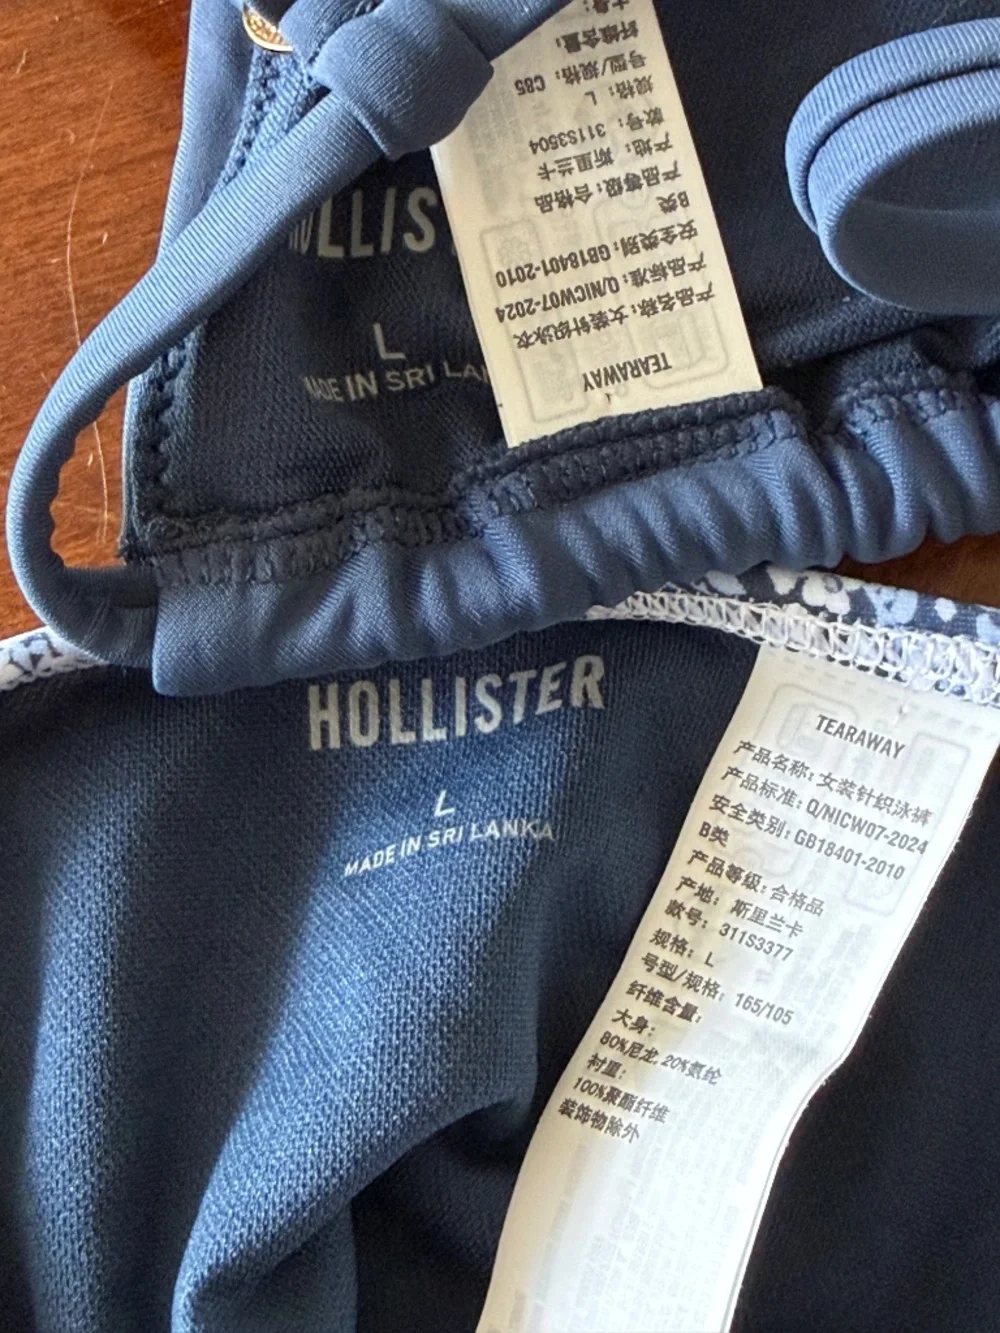 HOLLIS
L
MADE IN SRI LAN
TEARAWAY
产品名称：女装针织泳衣
产品标准：Q/NICW07-2024
安全类别：GB18401-2010
B类
产品等级：合格品
产地：斯里兰卡
款号：311S3504
规格：L
号型/规格：C85
纤维含量：
大身：
HOLLISTER
L
MADE IN SRI LANKA
TEARAWAY
产品名称：女装针织泳裤
产品标准：Q/NICW07-2024
安全类别：GB18401-2010
B类
产品等级：合格品
产地：斯里兰卡
款号：311S3377
规格：L
号型/规格：165/105
纤维含量：
大身：
80%尼龙, 20%氨纶
衬里：
100%聚酯纤维
装饰物除外